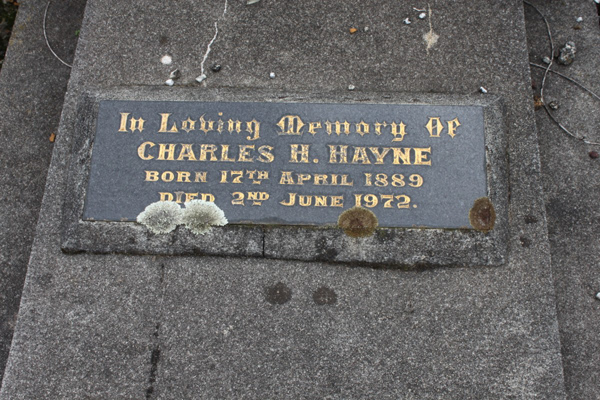 In Loving Memory Of
CHARLES H. HAYNE
BORN 17TH APRIL 1889
DIED 2ND JUNE 1972.